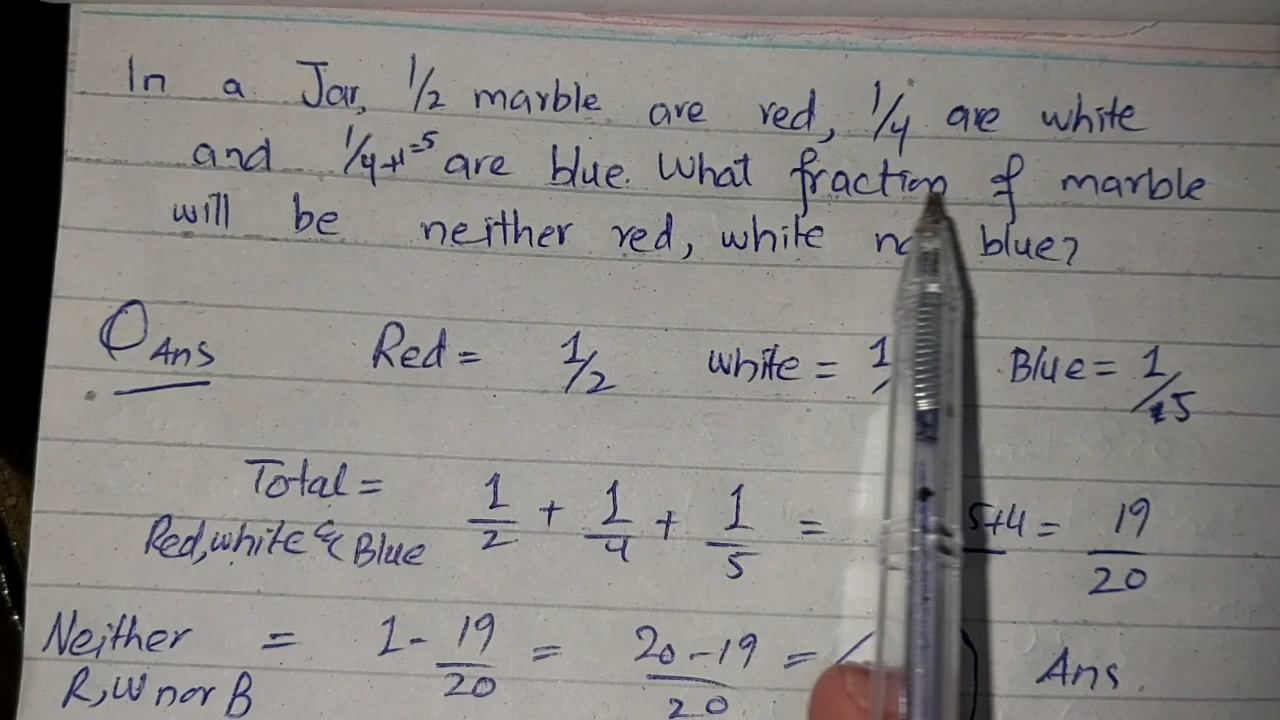 In a Jar, 1/2 marble are red, 1/4 are white
and 1/4+1=5 are blue. What fraction of marble
will be neither red, white blue?
Ans Red = 1/2 white = 1/ Blue = 1/5
Total = 1/2 + 1/4 + 1/5 = 5+4 = 19/20
Red, white & Blue
Neither = 1 - 19/20 = 20-19/20 = ( ) Ans
R, W nor B